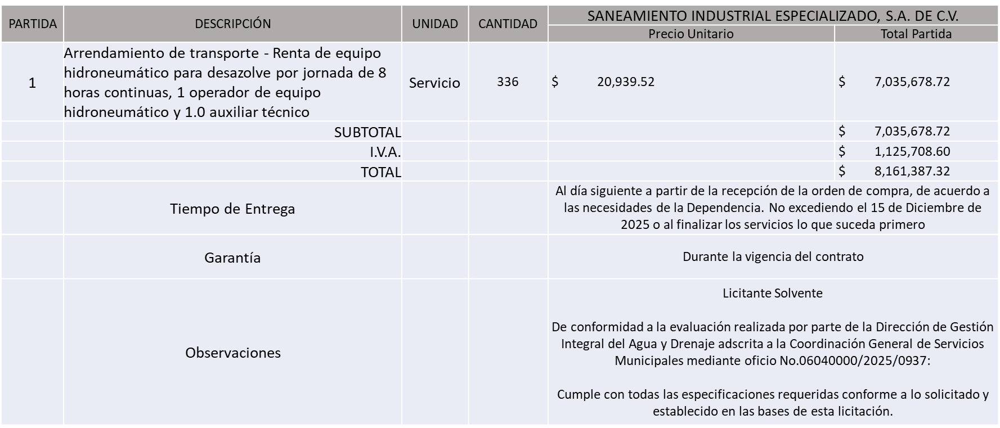 PARTIDA DESCRIPCIÓN UNIDAD CANTIDAD SANEAMIENTO INDUSTRIAL ESPECIALIZADO, S.A. DE C.V.
Precio Unitario Total Partida
1 Arrendamiento de transporte - Renta de equipo
hidroneumático para desazolve por jornada de 8
horas continuas, 1 operador de equipo
hidroneumático y 1.0 auxiliar técnico
Servicio 336 $ 20,939.52 $ 7,035,678.72
SUBTOTAL $ 7,035,678.72
I.V.A. $ 1,125,708.60
TOTAL $ 8,161,387.32
Tiempo de Entrega
Al día siguiente a partir de la recepción de la orden de compra, de acuerdo a
las necesidades de la Dependencia. No excediendo el 15 de Diciembre de
2025 o al finalizar los servicios lo que suceda primero
Garantía Durante la vigencia del contrato
Observaciones
Licitante Solvente
De conformidad a la evaluación realizada por parte de la Dirección de Gestión
Integral del Agua y Drenaje adscrita a la Coordinación General de Servicios
Municipales mediante oficio No.06040000/2025/0937:
Cumple con todas las especificaciones requeridas conforme a lo solicitado y
establecido en las bases de esta licitación.